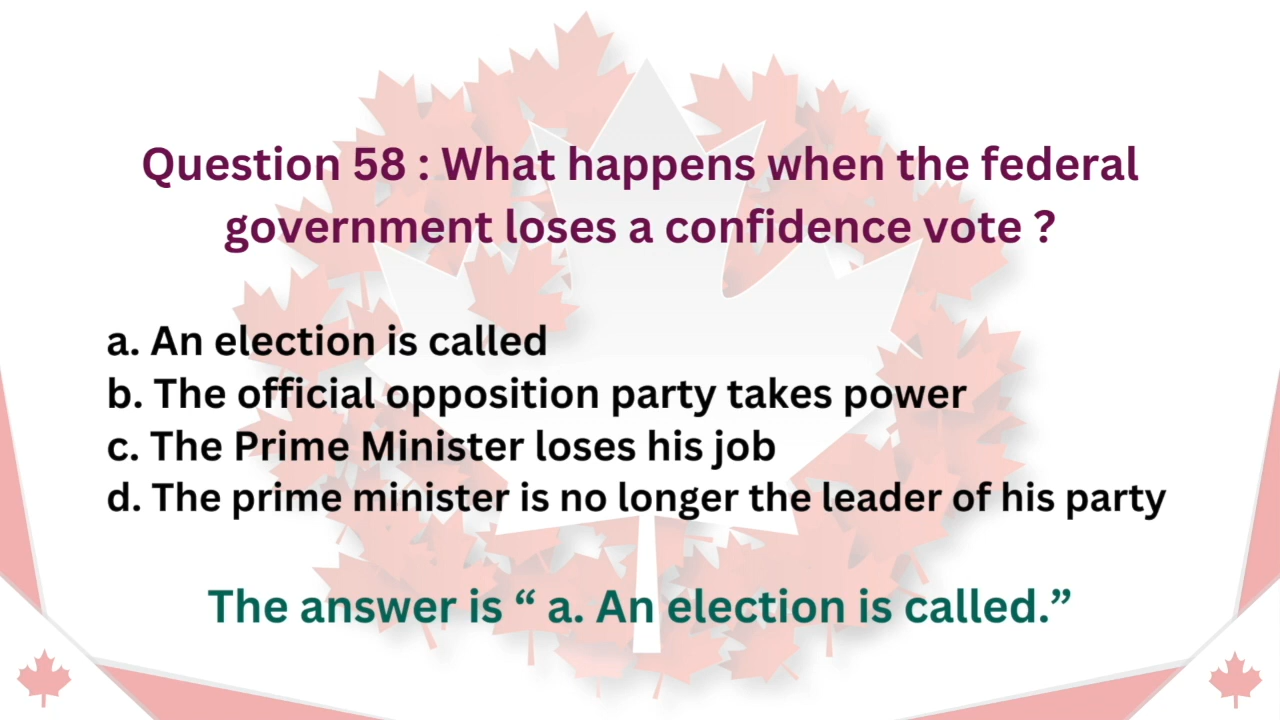 Question 58 : What happens when the federal
government loses a confidence vote ?
a. An election is called
b. The official opposition party takes power
c. The Prime Minister loses his job
d. The prime minister is no longer the leader of his party
The answer is “ a. An election is called.”